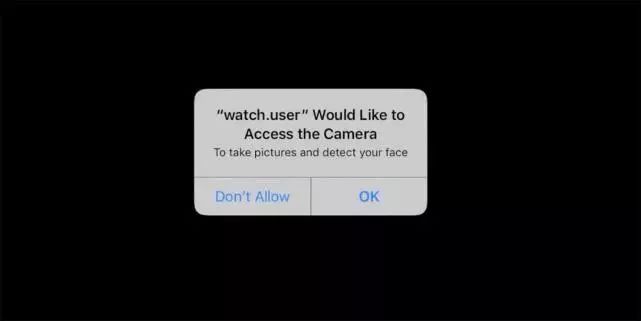 “watch.user” Would Like to
Access the Camera
To take pictures and detect your face
Don’t Allow
OK